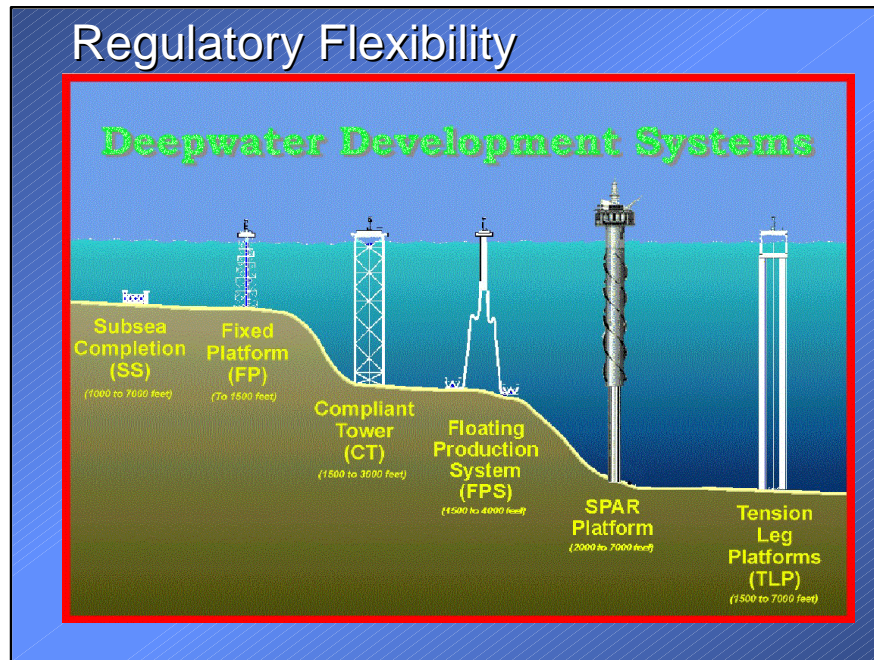 Regulatory Flexibility
Deepwater Development Systems
Subsea
Completion
(SS)
(1000 to 7000 feet)
Fixed
Platform
(FP)
(To 1500 feet)
Compliant
Tower
(CT)
(1500 to 3000 feet)
Floating
Production
System
(FPS)
(1500 to 4000 feet)
SPAR
Platform
(2000 to 7000 feet)
Tension
Leg
Platforms
(TLP)
(1500 to 7000 feet)